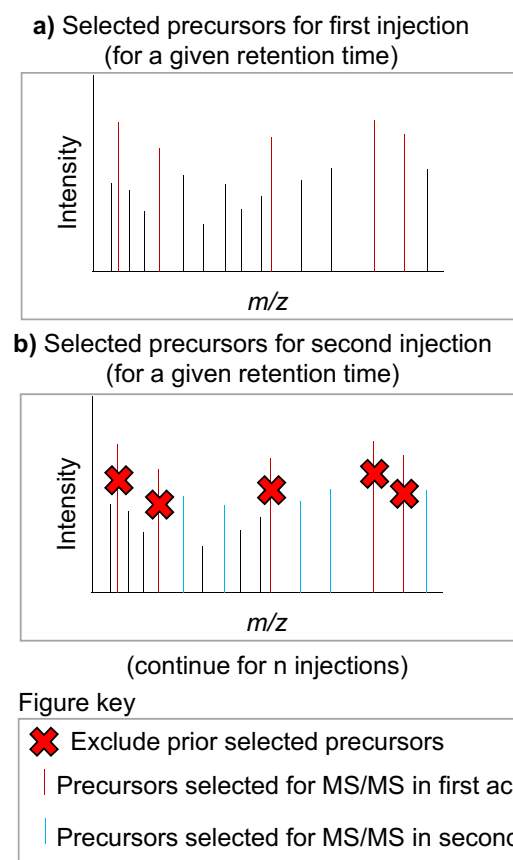 a) Selected precursors for first injection
(for a given retention time)
Intensity
m/z
b) Selected precursors for second injection
(for a given retention time)
Intensity
m/z
(continue for n injections)
Figure key
Exclude prior selected precursors
Precursors selected for MS/MS in first ac
Precursors selected for MS/MS in second